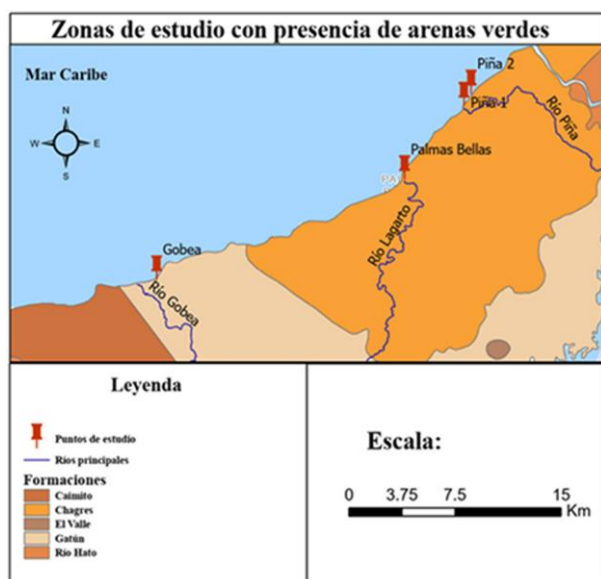 Zonas de estudio con presencia de arenas verdes
Mar Caribe
N
W
E
S
Piña 2
Piña 1
Río Piña
Palmas Bellas
Río Lagarto
Gobea
Río Gobea
Leyenda
Puntos de estudio
Ríos principales
Formaciones
Caimito
Chagres
El Valle
Gatún
Río Hato
Escala:
0 3.75 7.5 15
Km